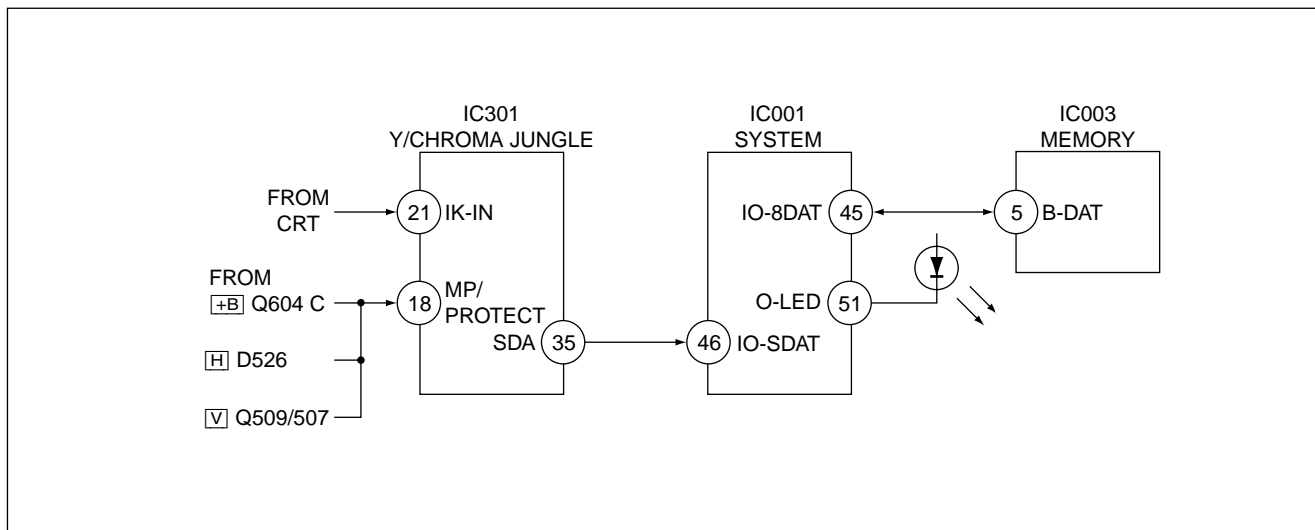 IC301
Y/CHROMA JUNGLE
IC001
SYSTEM
IC003
MEMORY
FROM
CRT
21 IK-IN
IO-8DAT 45
5 B-DAT
FROM
+B Q604 C
18 MP/
PROTECT
O-LED 51
SDA 35
46 IO-SDAT
H D526
V Q509/507